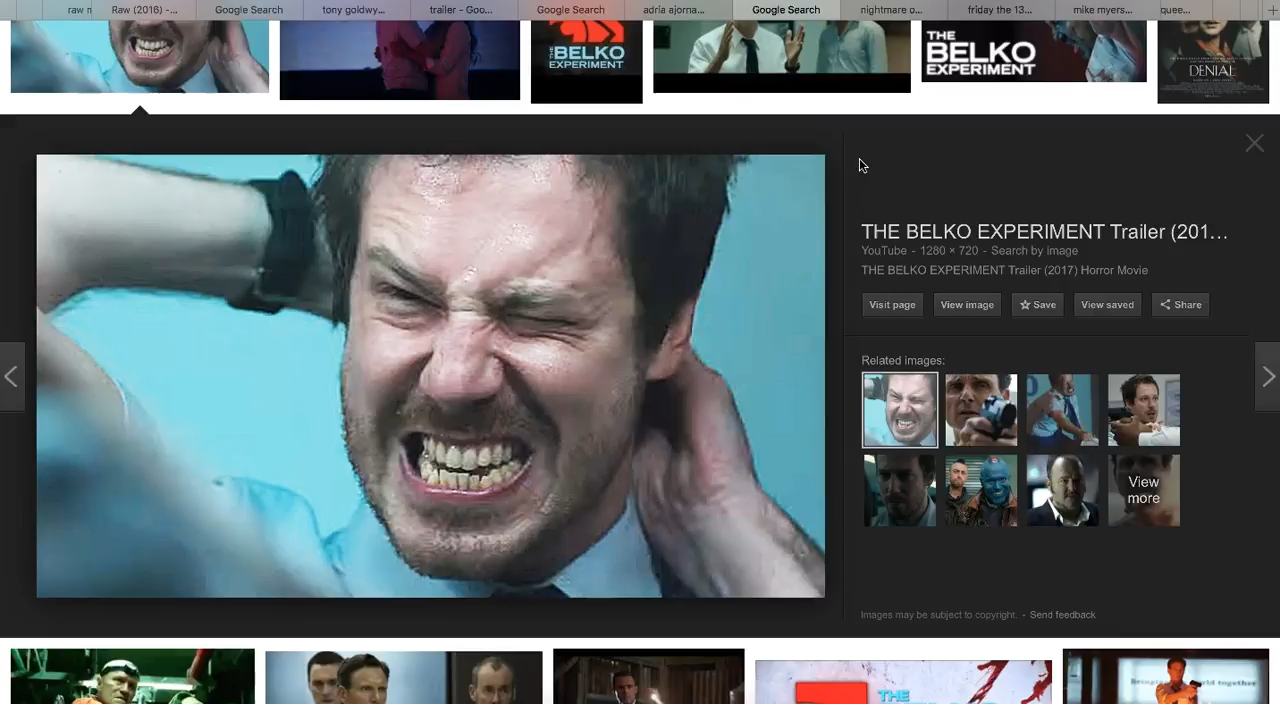 raw n
Raw (2016) -...
Google Search
tony goldwy...
trailer - Goo...
Google Search
adria ajorna...
Google Search
nightmare o...
friday the 13...
mike myers...
quee...
THE
BELKO
EXPERIMENT
THE
BELKO
EXPERIMENT
DENIAL
THE BELKO EXPERIMENT Trailer (201...
YouTube - 1280 × 720 - Search by image
THE BELKO EXPERIMENT Trailer (2017) Horror Movie
Visit page
View image
Save
View saved
Share
Related images:
View
more
Images may be subject to copyright. - Send feedback
THE